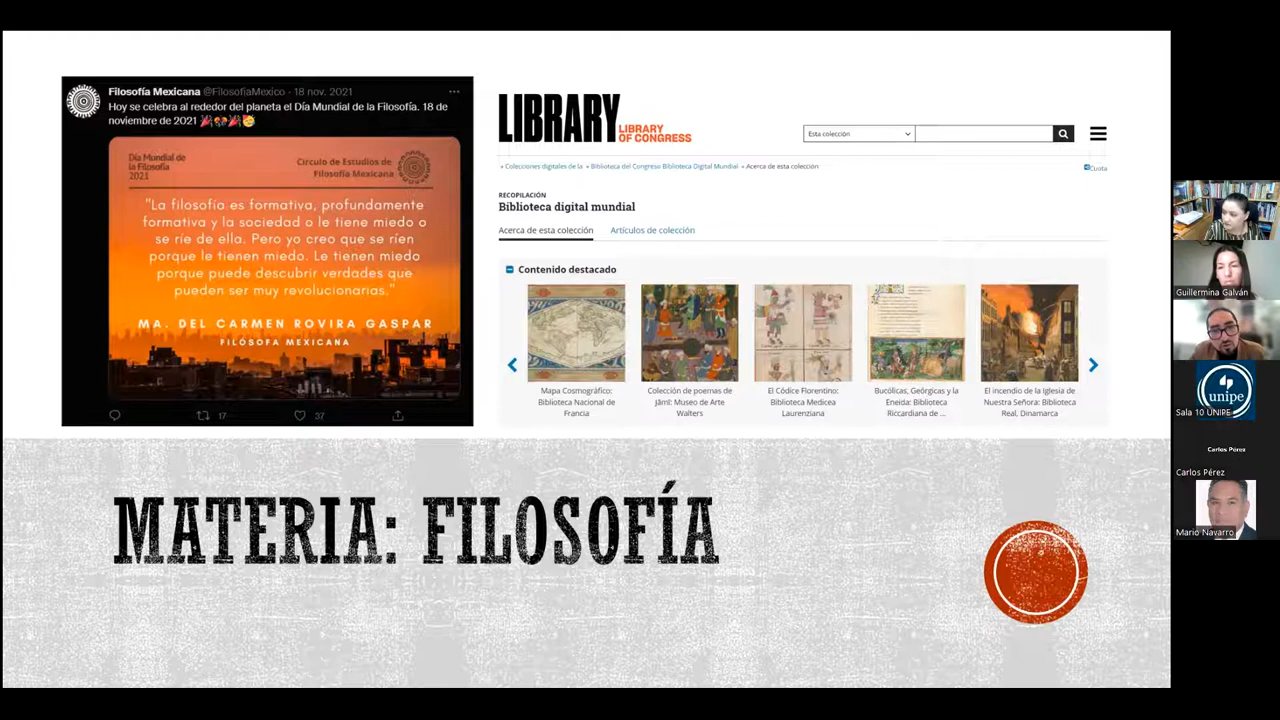 Filosofía Mexicana @FilosofiaMexico · 18 nov. 2021
Hoy se celebra al rededor del planeta el Día Mundial de la Filosofía. 18 de
noviembre de 2021
Día Mundial de
la Filosofía
2021
Círculo de Estudios de
Filosofía Mexicana
"La filosofía es formativa, profundamente
formativa y la sociedad o le tiene miedo o
se ríe de ella. Pero yo creo que se ríen
porque le tienen miedo. Le tienen miedo
porque puede descubrir verdades que
pueden ser muy revolucionarias."
MA. DEL CARMEN ROVIRA GASPAR
FILÓSOFA MEXICANA
17
37
LIBRARY
LIBRARY
OF CONGRESS
Esta colección
» Colecciones digitales de la » Biblioteca del Congreso Biblioteca Digital Mundial » Acerca de esta colección
Cuota
RECOPILACIÓN
Biblioteca digital mundial
Acerca de esta colección
Artículos de colección
Contenido destacado
Mapa Cosmográfico:
Biblioteca Nacional de
Francia
Colección de poemas de
Jāmī: Museo de Arte
Walters
El Códice Florentino:
Biblioteca Medicea
Laurenziana
Bucólicas, Geórgicas y la
Eneida: Biblioteca
Riccardiana de ...
El incendio de la Iglesia de
Nuestra Señora: Biblioteca
Real, Dinamarca
MATERIA: FILOSOFÍA
Guillermina Galván
unipe
Sala 10 UNIPE
Carlos Pérez
Carlos Pérez
Mario Navarro